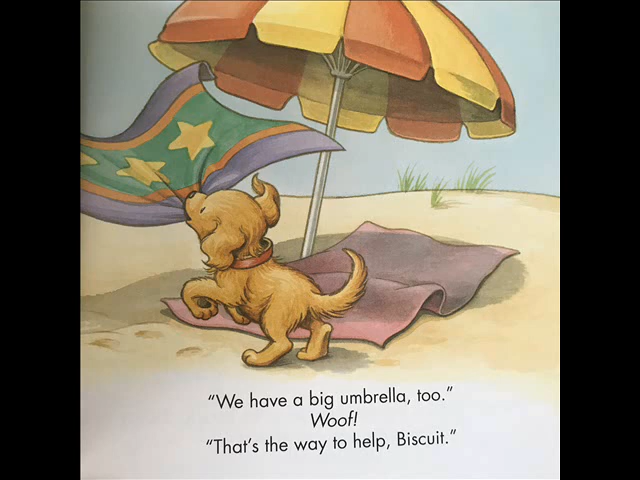 “We have a big umbrella, too.”
Woof!
“That’s the way to help, Biscuit.”